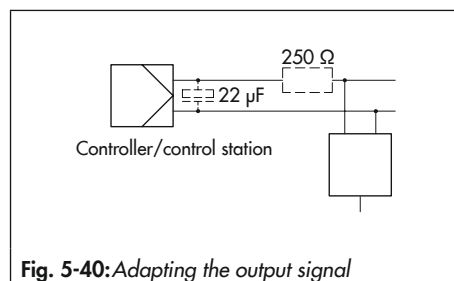 250 Ω
22 µF
Controller/control station
Fig. 5-40: Adapting the output signal